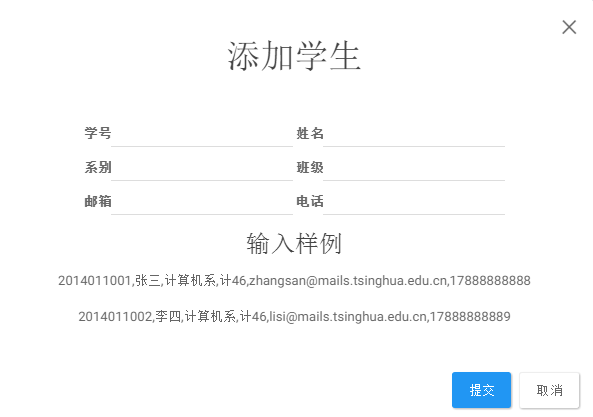 添加学生
学号 姓名
系别 班级
邮箱 电话
输入样例
2014011001,张三,计算机系,计46,zhangsan@mails.tsinghua.edu.cn,17888888888
2014011002,李四,计算机系,计46,lisi@mails.tsinghua.edu.cn,17888888889
提交 取消